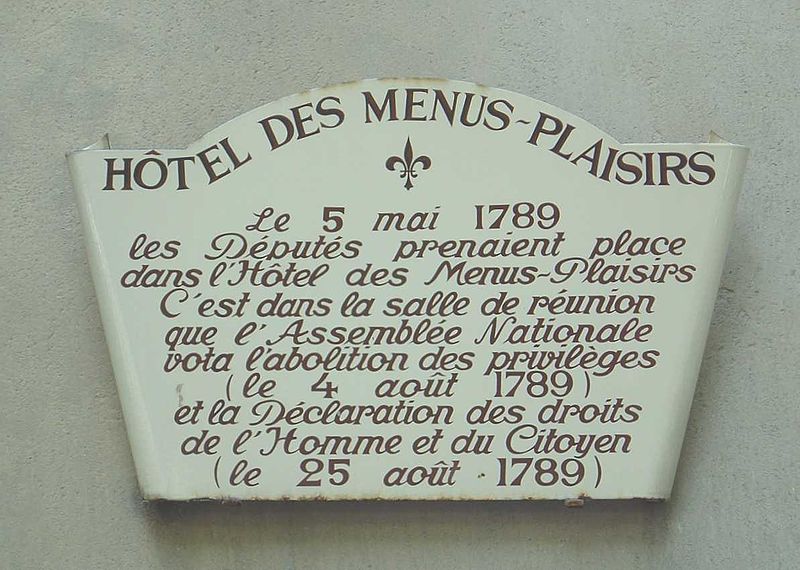 HÔTEL DES MENUS-PLAISIRS
Le 5 mai 1789
les Députés prenaient place
dans l'Hôtel des Menus-Plaisirs
C'est dans la salle de réunion
que l'Assemblée Nationale
vota l'abolition des privilèges
(le 4 août 1789)
et la Déclaration des droits
de l'Homme et du Citoyen
(le 25 août 1789)